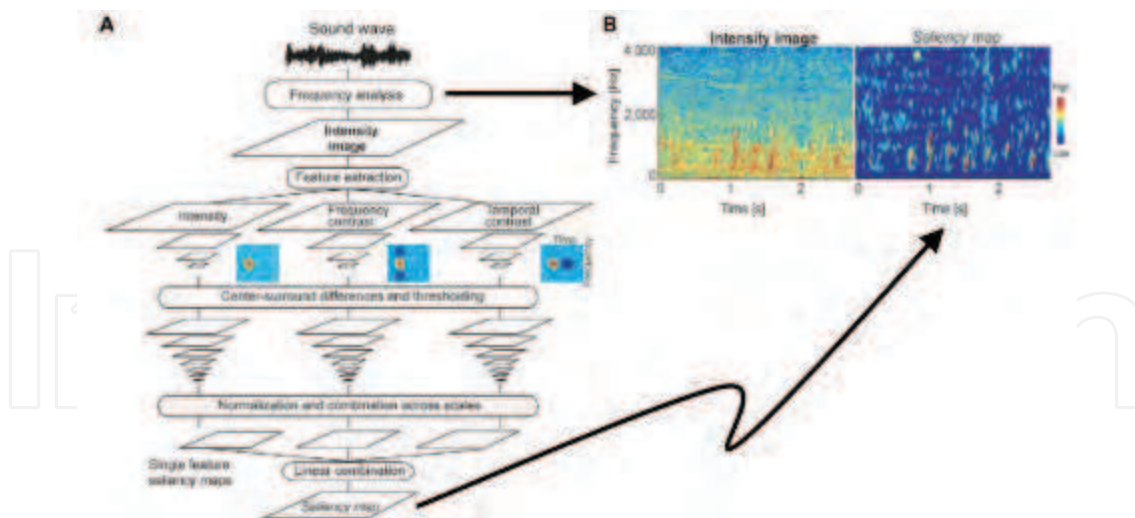 A
Sound wave
Frequency analysis
Intensity
image
Feature extraction
Intensity
Frequency
contrast
Temporal
contrast
Time
Frequency
Center-surround differences and thresholding
Normalization and combination across scales
Single feature
saliency maps
Linear combination
Saliency map
B
Intensity image
Saliency map
4 000
2 000
0
Frequency [Hz]
0 1 2
Time [s]
0 1 2
Time [s]
High
Low